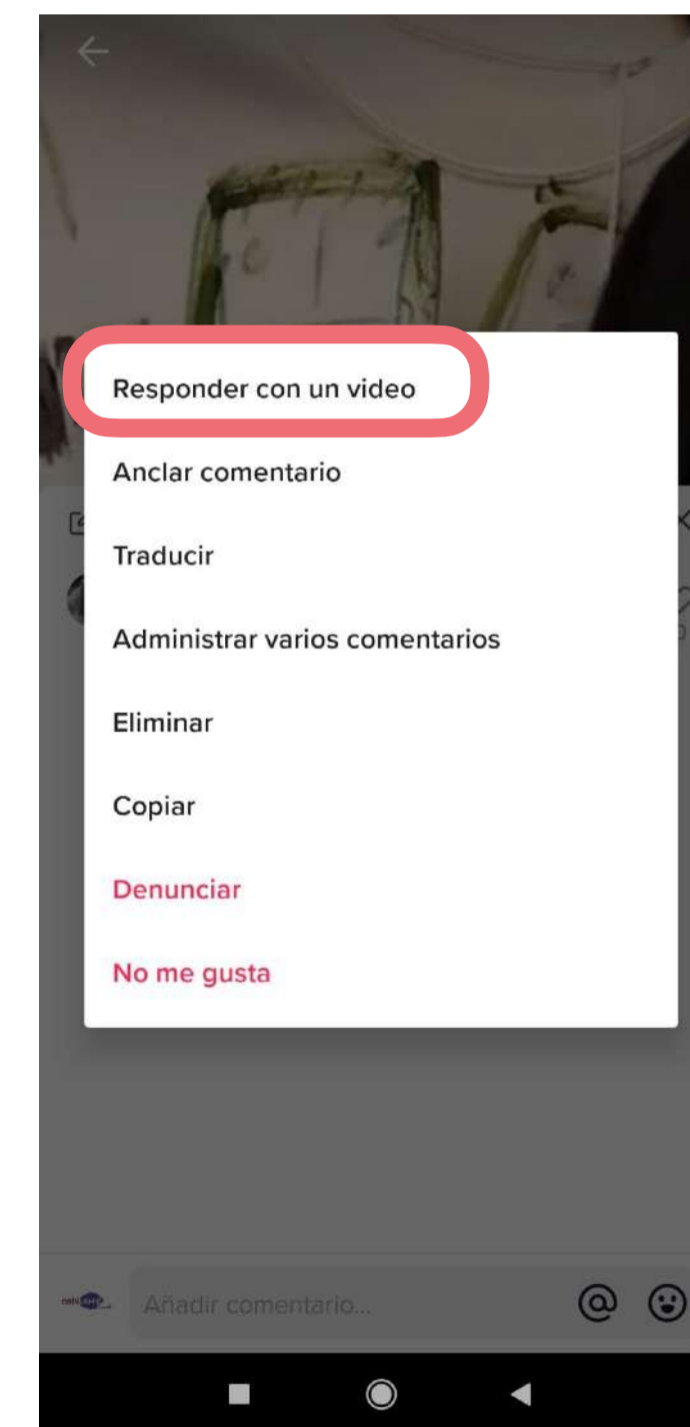 Responder con un video
Anclar comentario
Traducir
Administrar varios comentarios
Eliminar
Copiar
Denunciar
No me gusta
Añadir comentario...